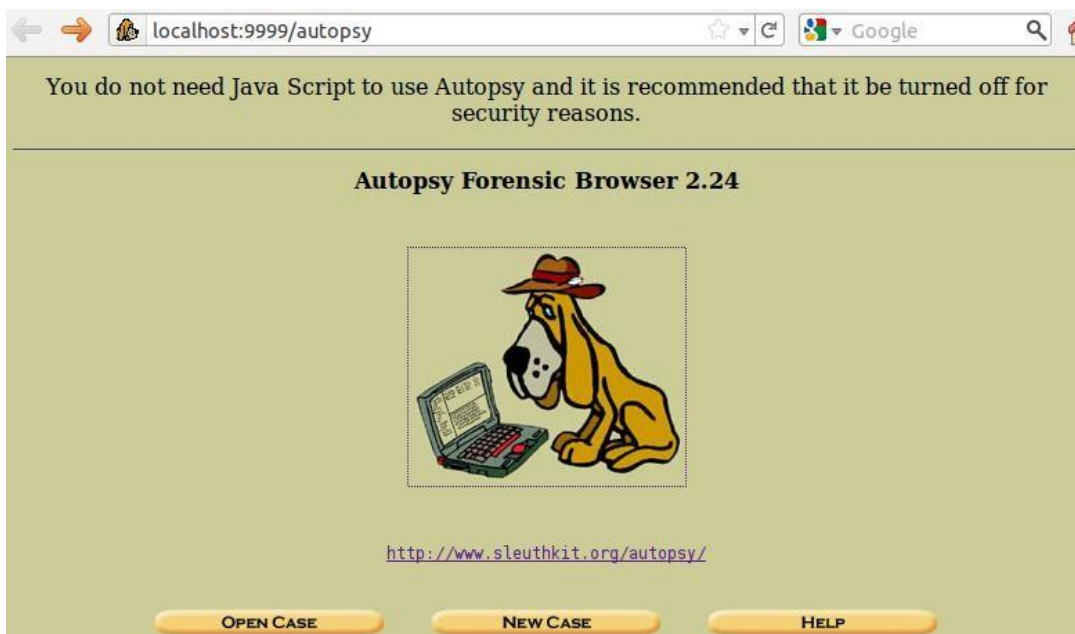 localhost:9999/autopsy
Google
You do not need Java Script to use Autopsy and it is recommended that it be turned off for
security reasons.
Autopsy Forensic Browser 2.24
http://www.sleuthkit.org/autopsy/
OPEN CASE
NEW CASE
HELP